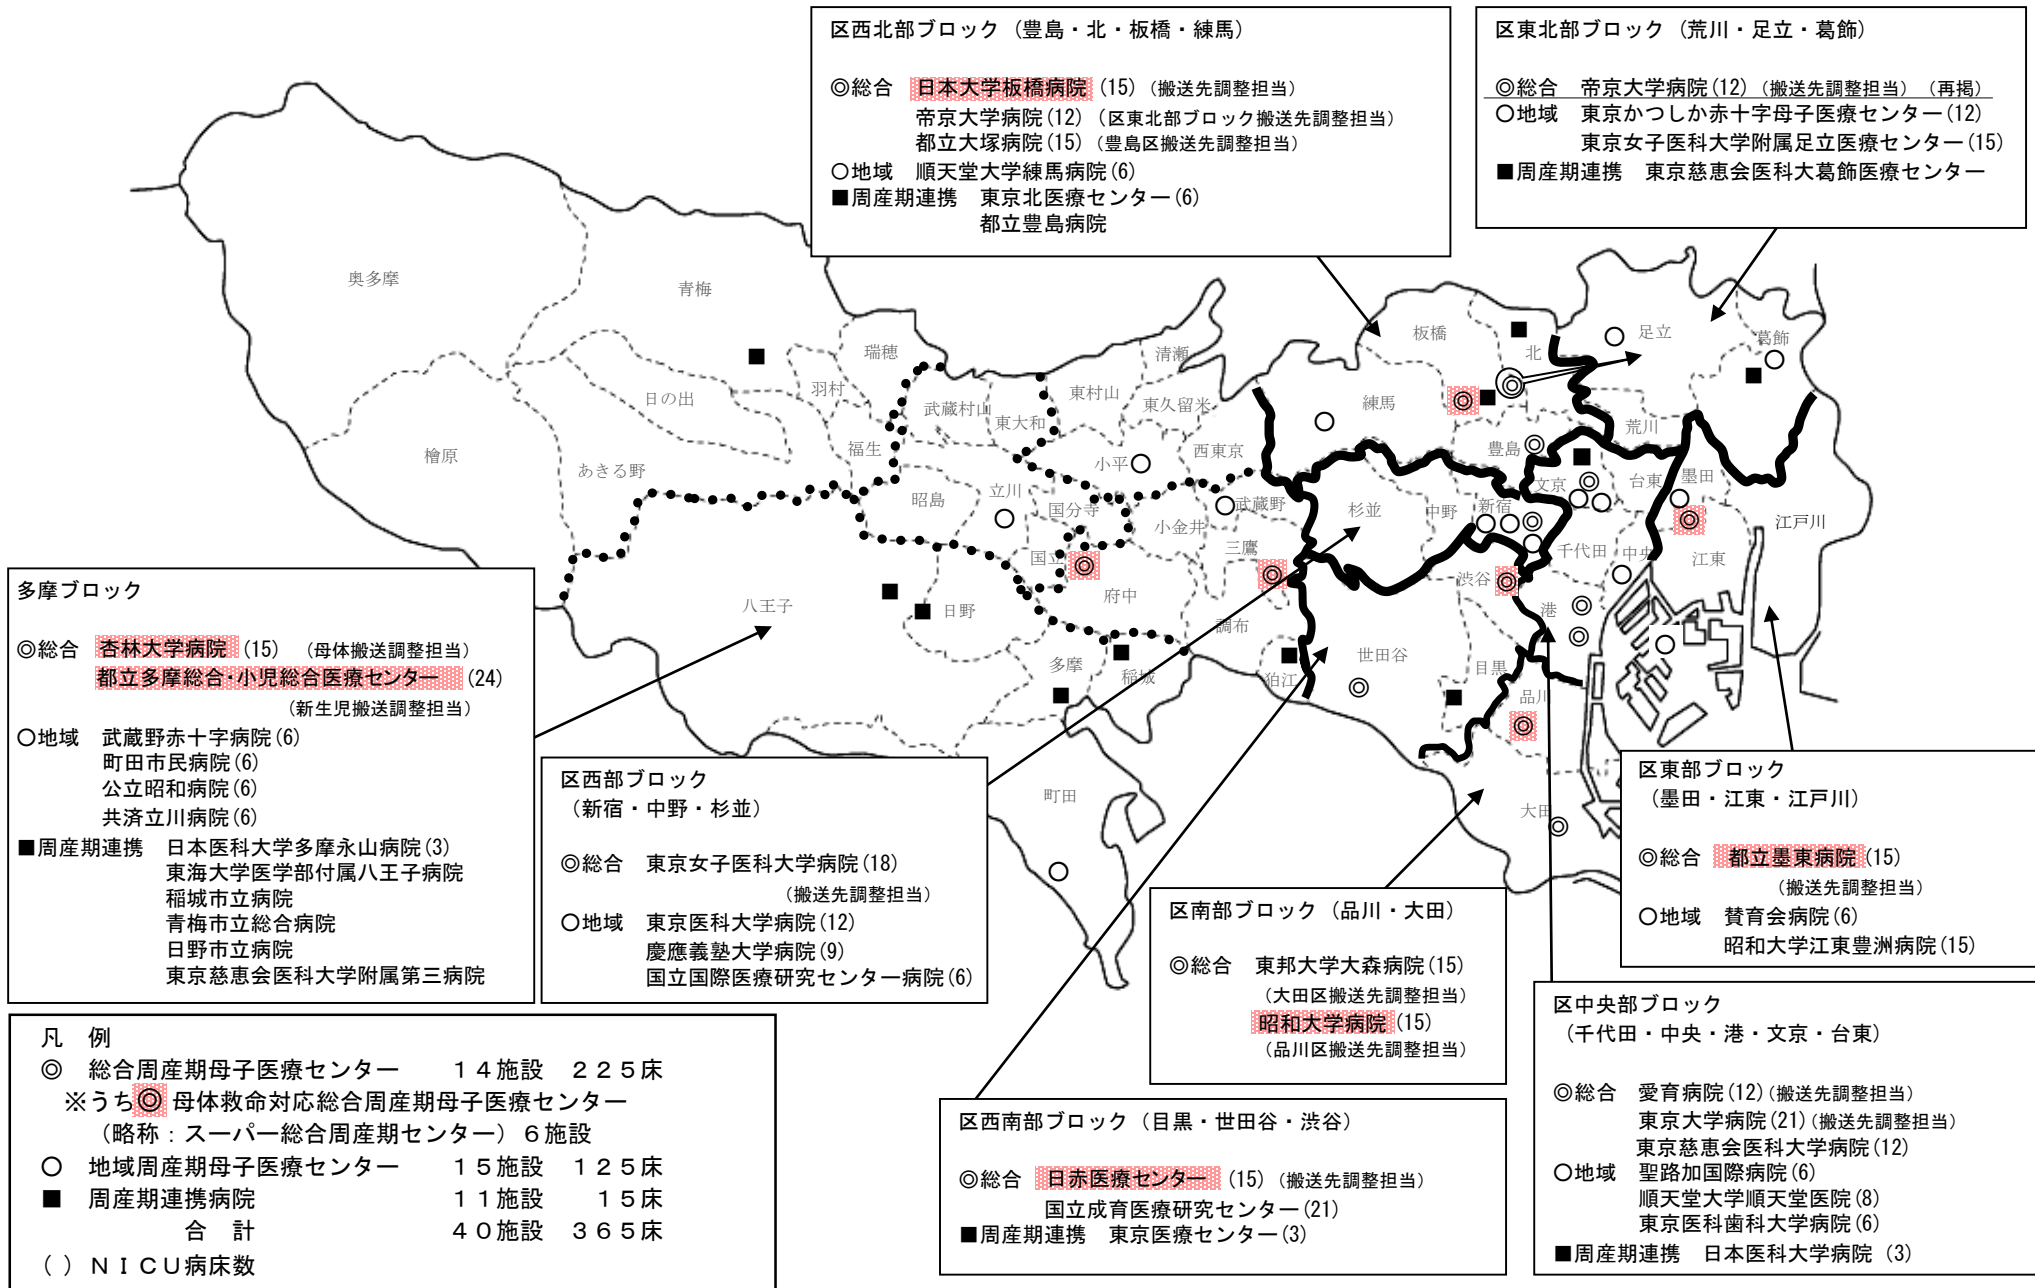 区西北部ブロック（豊島・北・板橋・練馬）
◎総合 日本大学板橋病院(15)（搬送先調整担当）
帝京大学病院(12)（区東北部ブロック搬送先調整担当）
都立大塚病院(15)（豊島区搬送先調整担当）
○地域 順天堂大学練馬病院(6)
■周産期連携 東京北医療センター(6)
都立豊島病院
区東北部ブロック（荒川・足立・葛飾）
◎総合 帝京大学病院(12)（搬送先調整担当）（再掲）
○地域 東京かつしか赤十字母子医療センター(12)
東京女子医科大学附属足立医療センター(15)
■周産期連携 東京慈恵会医科大葛飾医療センター
奥多摩
青梅
瑞穂
清瀬
板橋
北
足立
葛飾
日の出
羽村
武蔵村山
東大和
東村山
東久留米
練馬
荒川
檜原
あきる野
福生
小平
西東京
豊島
昭島
立川
国分寺
小金井
武蔵野
杉並
中野
新宿
文京
台東
墨田
江戸川
国立
三鷹
千代田
中央
江東
八王子
日野
府中
調布
渋谷
港
多摩
稲城
狛江
世田谷
目黒
品川
町田
大田
多摩ブロック
◎総合 杏林大学病院(15)（母体搬送調整担当）
都立多摩総合・小児総合医療センター(24)
（新生児搬送調整担当）
○地域 武蔵野赤十字病院(6)
町田市民病院(6)
公立昭和病院(6)
共済立川病院(6)
■周産期連携 日本医科大学多摩永山病院(3)
東海大学医学部付属八王子病院
稲城市立病院
青梅市立総合病院
日野市立病院
東京慈恵会医科大学附属第三病院
区西部ブロック
（新宿・中野・杉並）
◎総合 東京女子医科大学病院(18)
（搬送先調整担当）
○地域 東京医科大学病院(12)
慶應義塾大学病院(9)
国立国際医療研究センター病院(6)
区南部ブロック（品川・大田）
◎総合 東邦大学大森病院(15)
（大田区搬送先調整担当）
昭和大学病院(15)
（品川区搬送先調整担当）
区東部ブロック
（墨田・江東・江戸川）
◎総合 都立墨東病院(15)
（搬送先調整担当）
○地域 賛育会病院(6)
昭和大学江東豊洲病院(15)
区西南部ブロック（目黒・世田谷・渋谷）
◎総合 日赤医療センター(15)（搬送先調整担当）
国立成育医療研究センター(21)
■周産期連携 東京医療センター(3)
区中央部ブロック
（千代田・中央・港・文京・台東）
◎総合 愛育病院(12)(搬送先調整担当)
東京大学病院(21)(搬送先調整担当)
東京慈恵会医科大学病院(12)
○地域 聖路加国際病院(6)
順天堂大学順天堂医院(8)
東京医科歯科大学病院(6)
■周産期連携 日本医科大学病院 (3)
凡 例
◎ 総合周産期母子医療センター １４施設 ２２５床
※うち◎ 母体救命対応総合周産期母子医療センター
（略称：スーパー総合周産期センター）６施設
○ 地域周産期母子医療センター １５施設 １２５床
■ 周産期連携病院 １１施設 １５床
合 計 ４０施設 ３６５床
( ) ＮＩＣＵ病床数